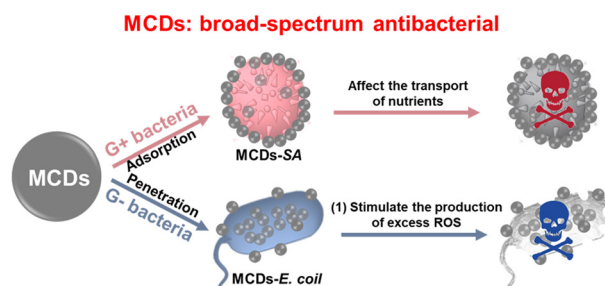 MCDs: broad-spectrum antibacterial
G+ bacteria
Adsorption
MCDs
Penetration
G- bacteria
MCDs-SA
Affect the transport
of nutrients
MCDs-E. coil
(1) Stimulate the production
of excess ROS